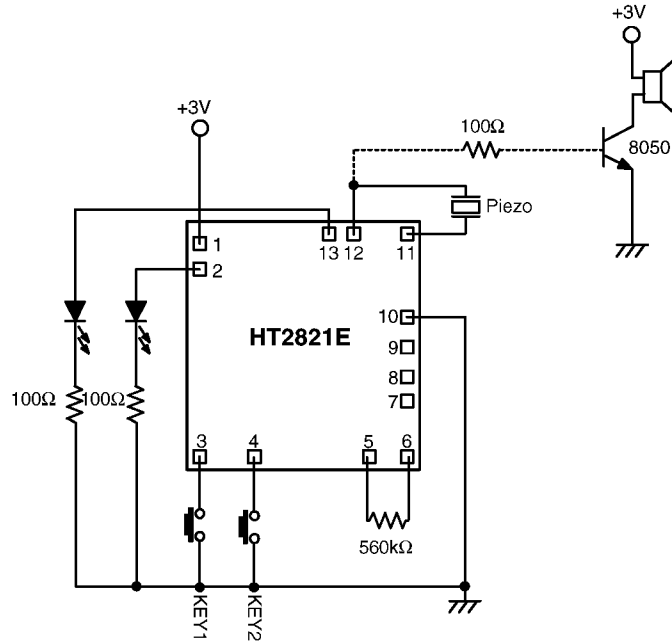 +3V
+3V
100Ω
8050
Piezo
1
13
12
11
2
HT2821E
10
9
8
7
100Ω
100Ω
3
4
5
6
560kΩ
KEY1
KEY2